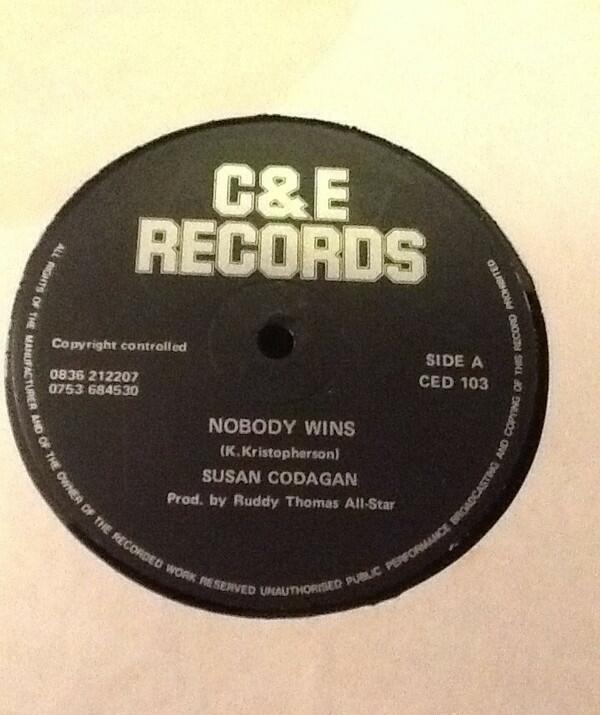 C&E
RECORDS
Copyright controlled
0836 212207
0753 684530
SIDE A
CED 103
NOBODY WINS
(K.Kristopherson)
SUSAN CODAGAN
Prod. by Ruddy Thomas All-Star
ALL RIGHTS OF THE MANUFACTURER AND OF THE OWNER OF THE RECORDED WORK RESERVED UNAUTHORISED PUBLIC PERFORMANCE BROADCASTING AND COPYING OF THIS RECORD PROHIBITED